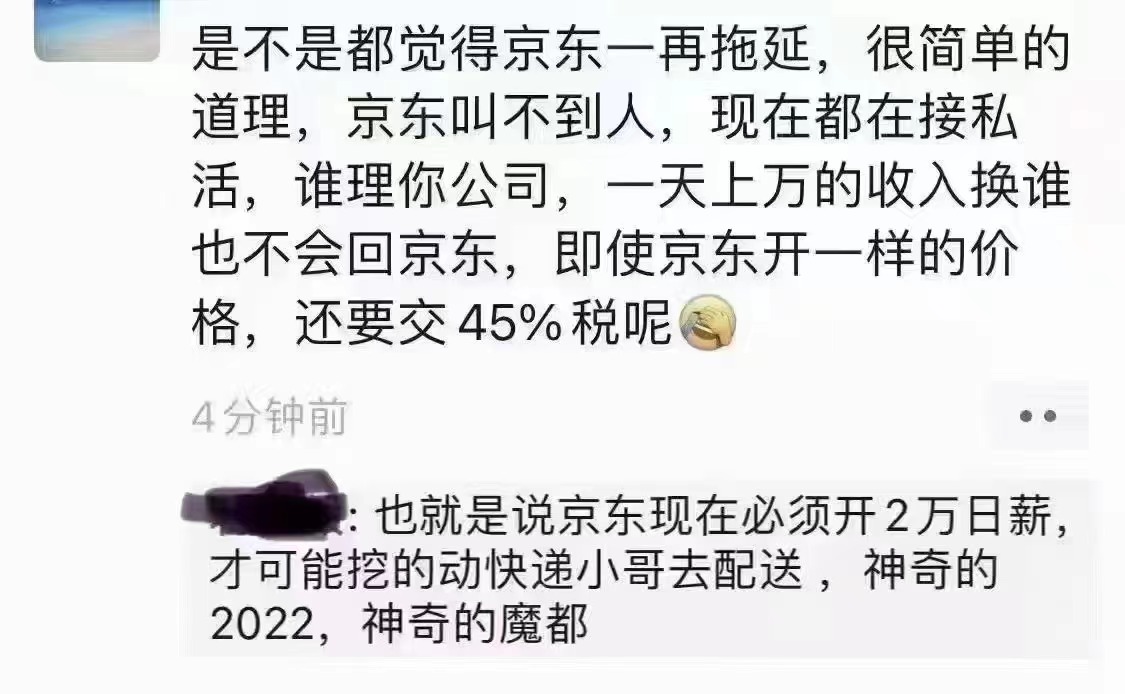 是不是都觉得京东一再拖延，很简单的
道理，京东叫不到人，现在都在接私
活，谁理你公司，一天上万的收入换谁
也不会回京东，即使京东开一样的价
格，还要交45%税呢
4分钟前
: 也就是说京东现在必须开2万日薪，
才可能挖的动快递小哥去配送，神奇的
2022，神奇的魔都